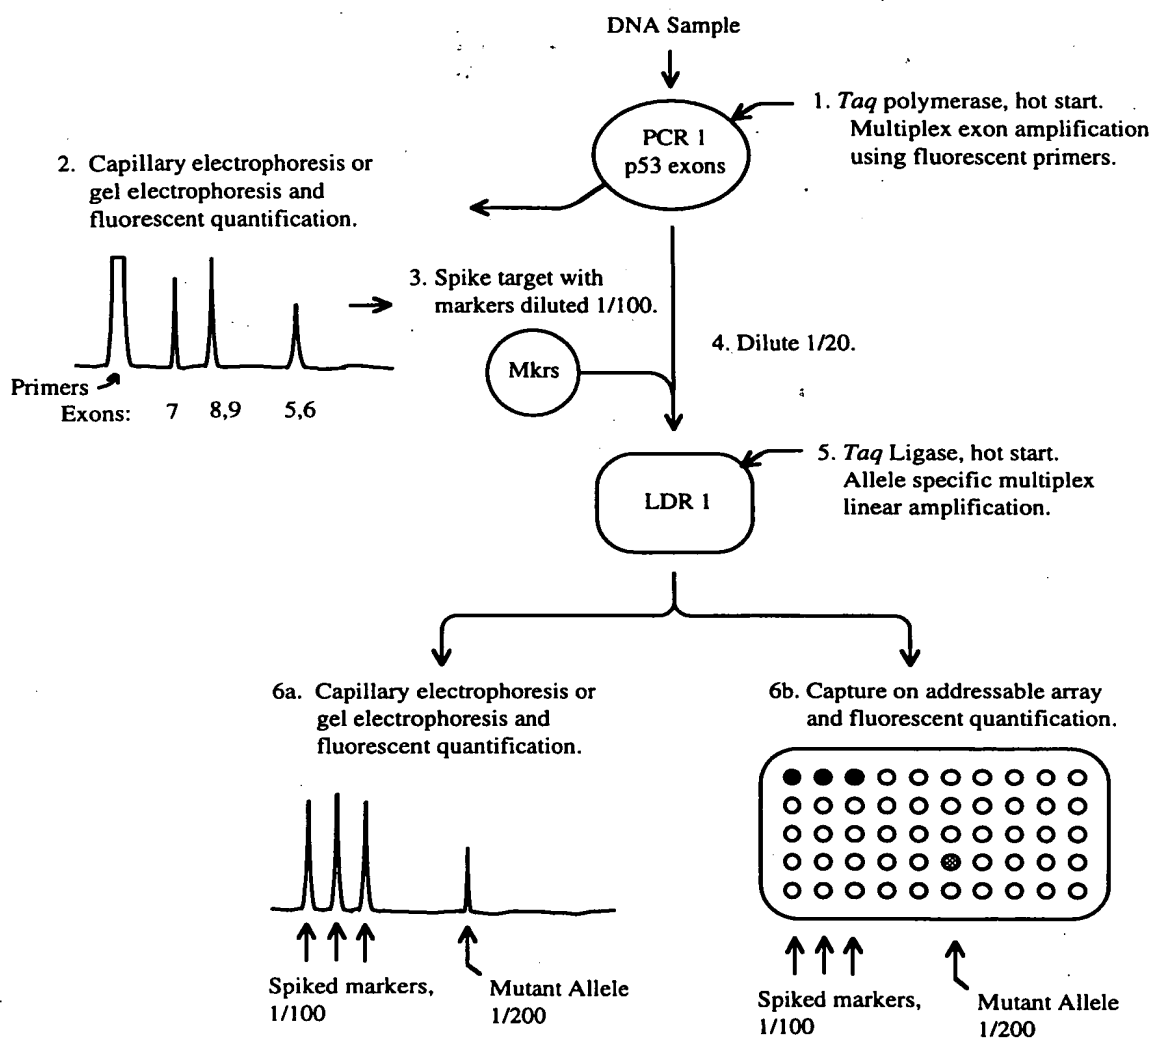 DNA Sample
1. Taq polymerase, hot start.
Multiplex exon amplification
using fluorescent primers.
PCR 1
p53 exons
2. Capillary electrophoresis or
gel electrophoresis and
fluorescent quantification.
3. Spike target with
markers diluted 1/100.
4. Dilute 1/20.
Mkrs
Primers
Exons: 7 8,9 5,6
5. Taq Ligase, hot start.
Allele specific multiplex
linear amplification.
LDR 1
6a. Capillary electrophoresis or
gel electrophoresis and
fluorescent quantification.
6b. Capture on addressable array
and fluorescent quantification.
Spiked markers,
1/100
Mutant Allele
1/200
Spiked markers,
1/100
Mutant Allele
1/200